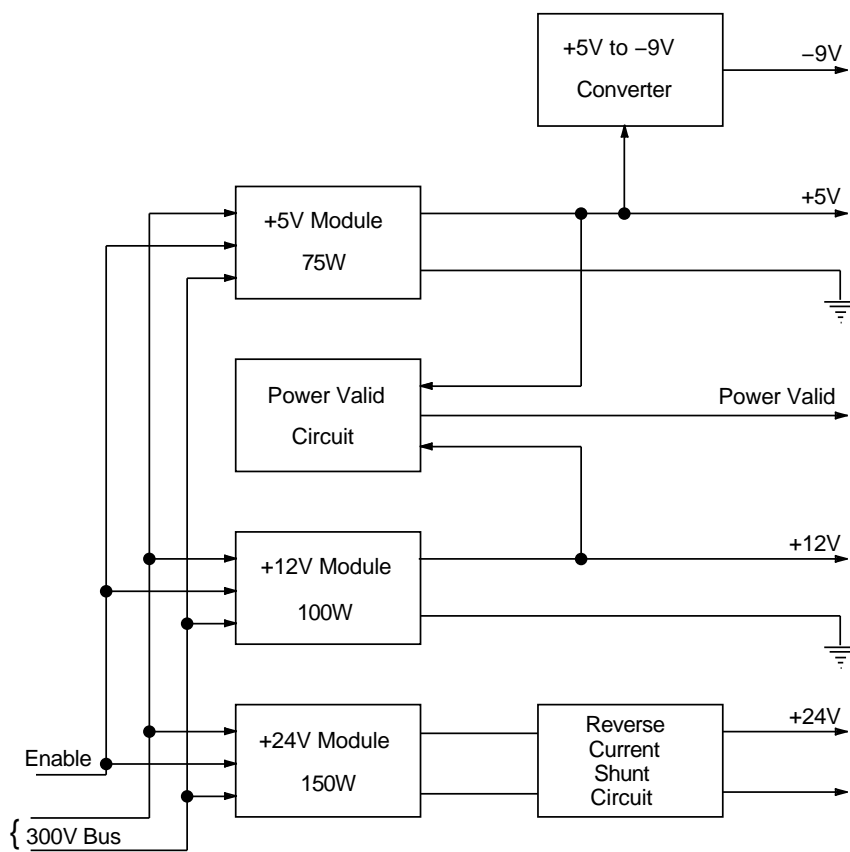 +5V to −9V
Converter
−9V
+5V Module
75W
+5V
Power Valid
Circuit
Power Valid
+12V Module
100W
+12V
+24V Module
150W
Reverse
Current
Shunt
Circuit
+24V
Enable
{ 300V Bus